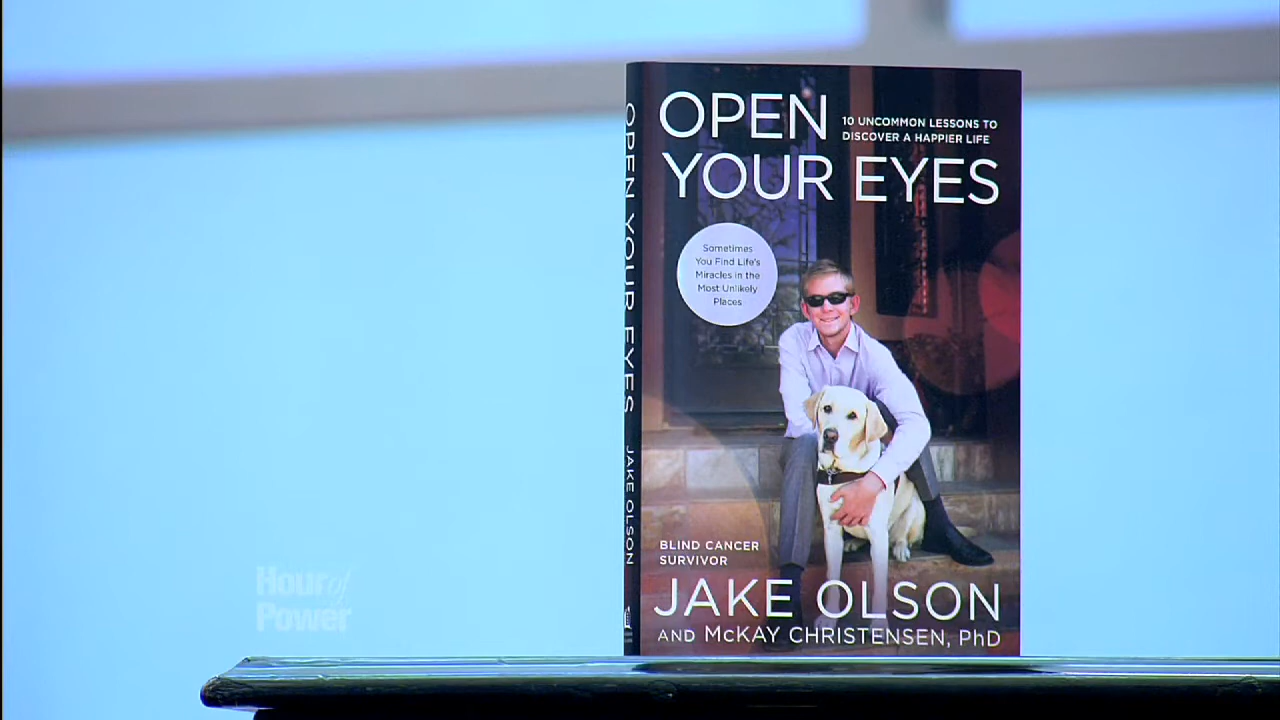 OPEN
10 UNCOMMON LESSONS TO
DISCOVER A HAPPIER LIFE
YOUR EYES
Sometimes
You Find Life's
Miracles in the
Most Unlikely
Places
BLIND CANCER
SURVIVOR
JAKE OLSON
AND McKAY CHRISTENSEN, PhD
OPEN YOUR EYES JAKE OLSON
Hour of
Power